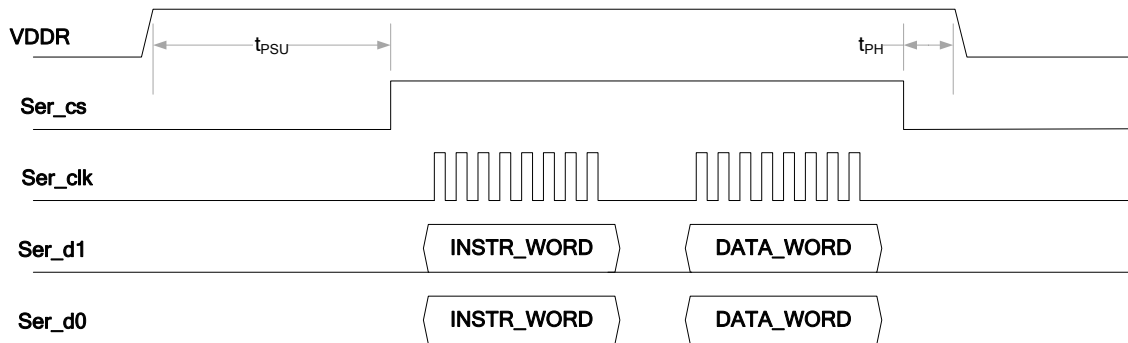 VDDR
tPSU
tPH
Ser_cs
Ser_clk
Ser_d1
INSTR_WORD
DATA_WORD
Ser_d0
INSTR_WORD
DATA_WORD